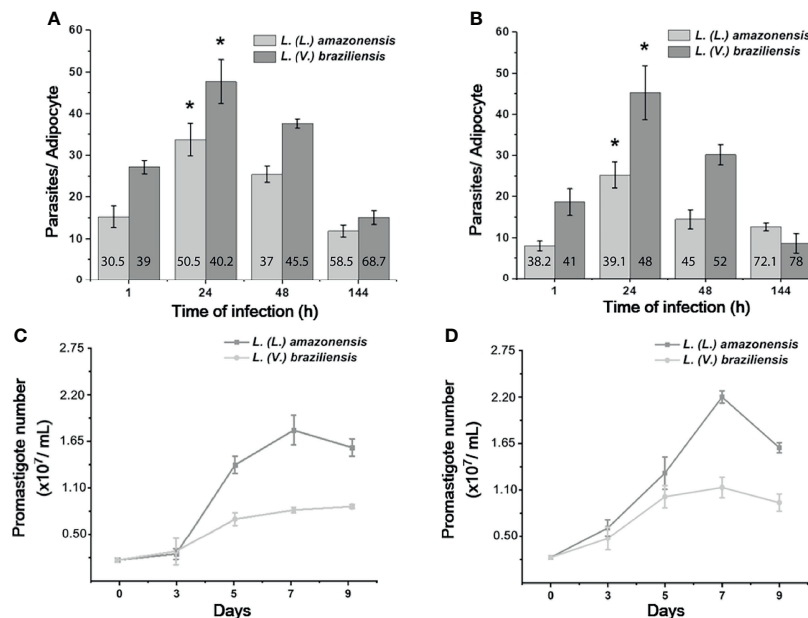 A
L. (L.) amazonensis
L. (V.) braziliensis
60
50
40
30
20
10
0
Parasites/ Adipocyte
*
*
30.5 39 50.5 40.2 37 45.5 58.5 68.7
1 24 48 144
Time of infection (h)
B
L. (L.) amazonensis
L. (V.) braziliensis
60
50
40
30
20
10
0
Parasites/ Adipocyte
*
*
38.2 41 39.1 48 45 52 72.1 78
1 24 48 144
Time of infection (h)
C
L. (L.) amazonensis
L. (V.) braziliensis
2.75
2.20
1.65
1.10
0.50
Promastigote number
(x10⁷/ mL)
0 3 5 7 9
Days
D
L. (L.) amazonensis
L. (V.) braziliensis
2.75
2.20
1.65
1.10
0.50
Promastigote number
(x10⁷/ mL)
0 3 5 7 9
Days